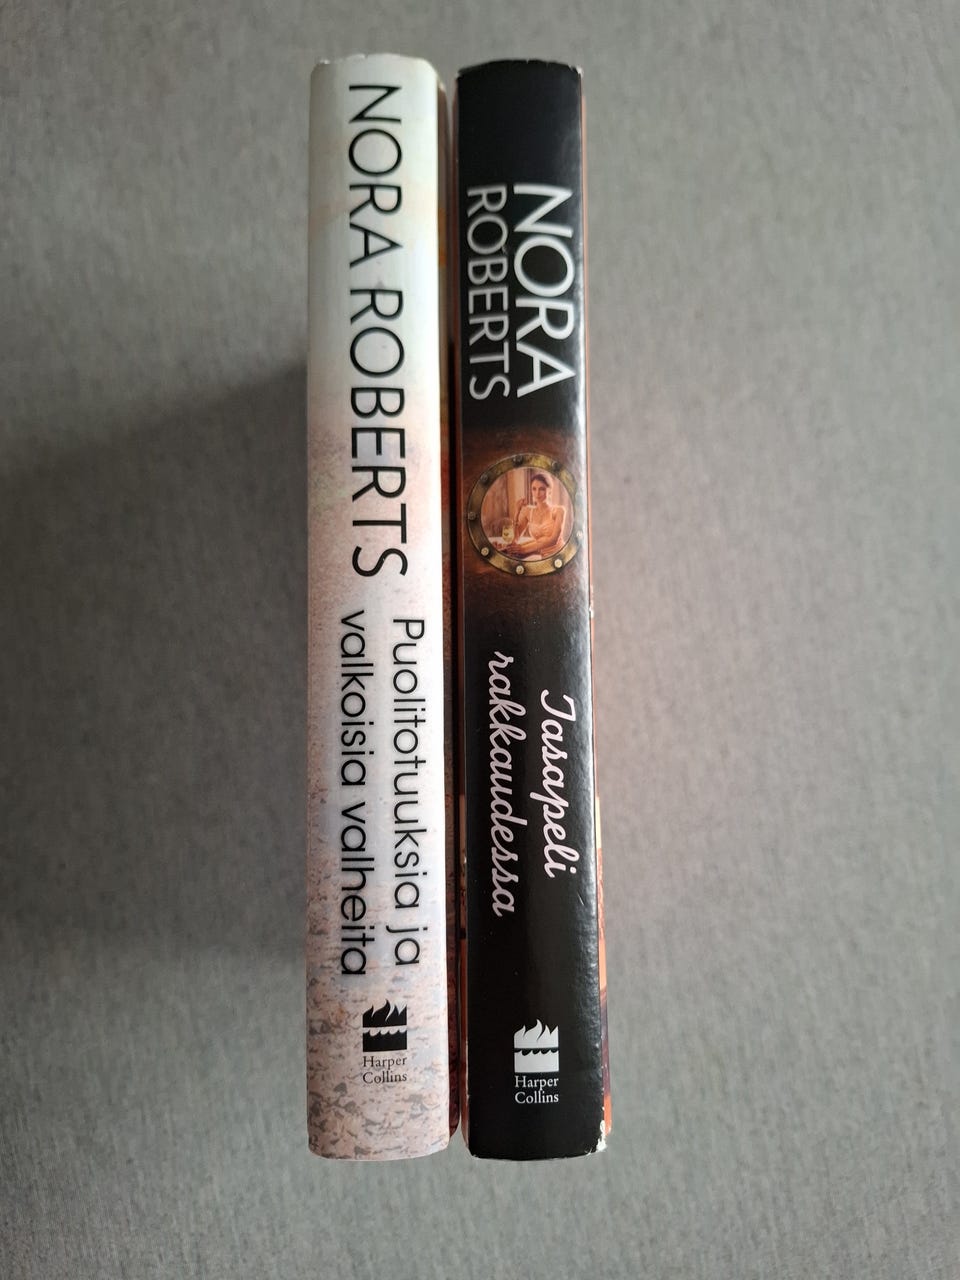 NORA ROBERTS
Puolitotuuksia ja
valkoisia valheita
Harper
Collins
NORA
ROBERTS
Tasapeli
rakkaudessa
Harper
Collins